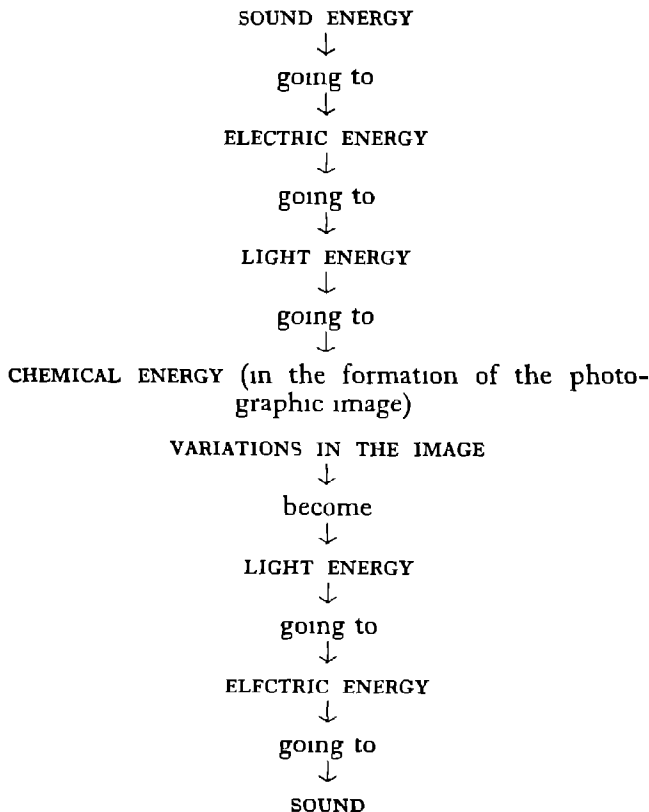 SOUND ENERGY
↓
going to
↓
ELECTRIC ENERGY
↓
going to
↓
LIGHT ENERGY
↓
going to
↓
CHEMICAL ENERGY (in the formation of the photo-
graphic image)
VARIATIONS IN THE IMAGE
↓
become
↓
LIGHT ENERGY
↓
going to
↓
ELECTRIC ENERGY
↓
going to
↓
SOUND